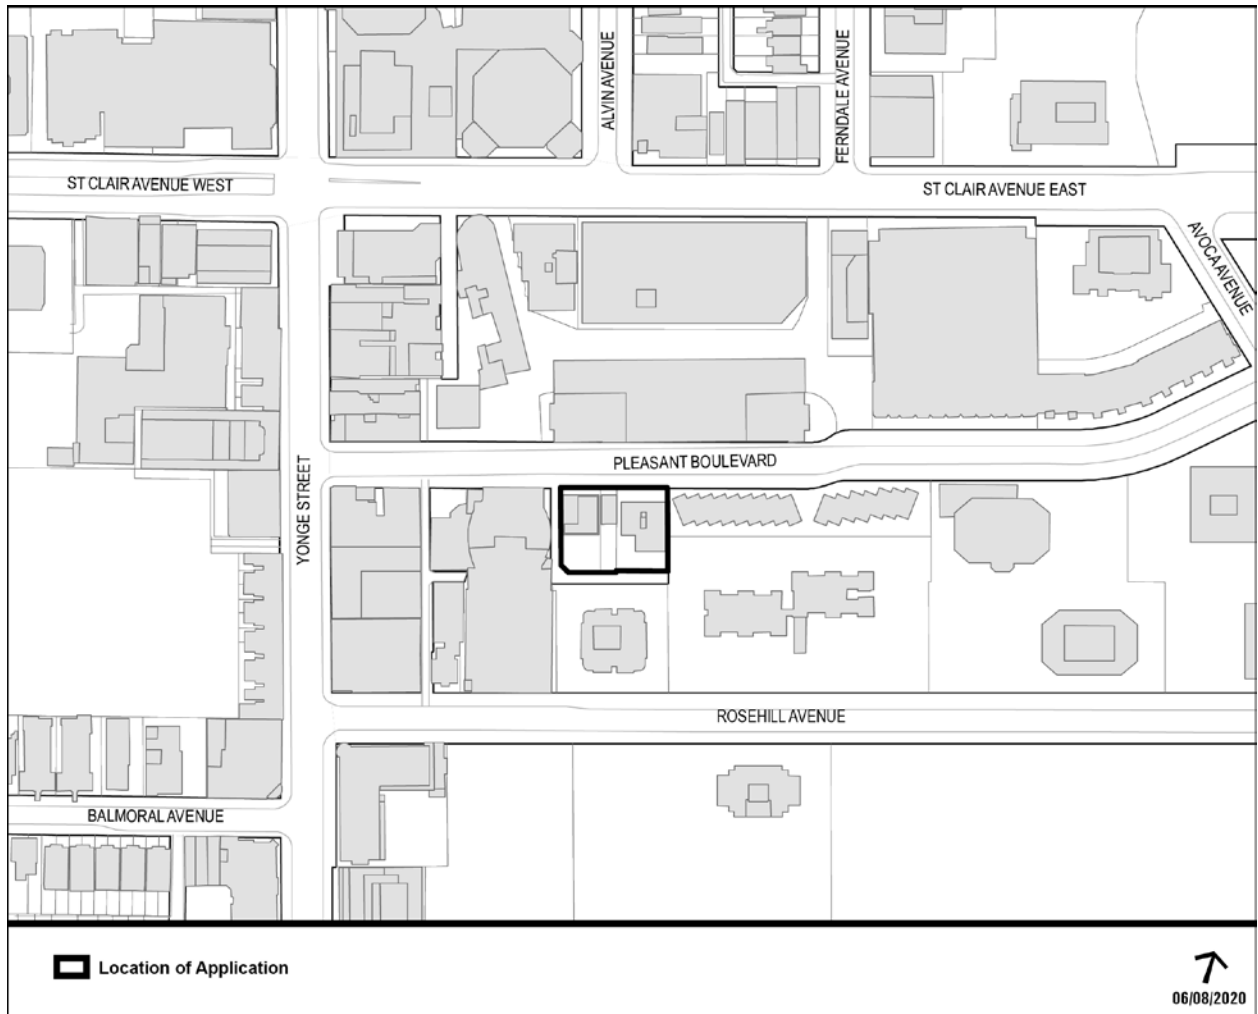 ALVIN AVENUE
FERNDALE AVENUE
ST CLAIR AVENUE WEST
ST CLAIR AVENUE EAST
AVOCA AVENUE
PLEASANT BOULEVARD
YONGE STREET
ROSEHILL AVENUE
BALMORAL AVENUE
Location of Application
06/08/2020